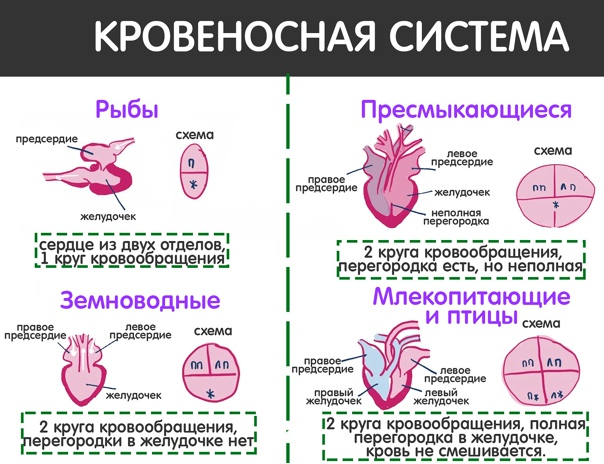 КРОВЕНОСНАЯ СИСТЕМА
Рыбы
предсердие
схема
П
Ж
желудочек
сердце из двух отделов,
1 круг кровообращения
Пресмыкающиеся
правое
предсердие
левое
предсердие
желудочек
неполная
перегородка
схема
ПП ЛП
Ж
2 круга кровообращения,
перегородка есть, но неполная
Земноводные
правое
предсердие
левое
предсердие
желудочек
схема
ПП ЛП
Ж
2 круга кровообращения,
перегородки в желудочке нет
Млекопитающие
и птицы
правое
предсердие
правый
желудочек
левое
предсердие
левый
желудочек
схема
ПП ЛП
ПЖ ЛЖ
2 круга кровообращения, полная
перегородка в желудочке,
кровь не смешивается.